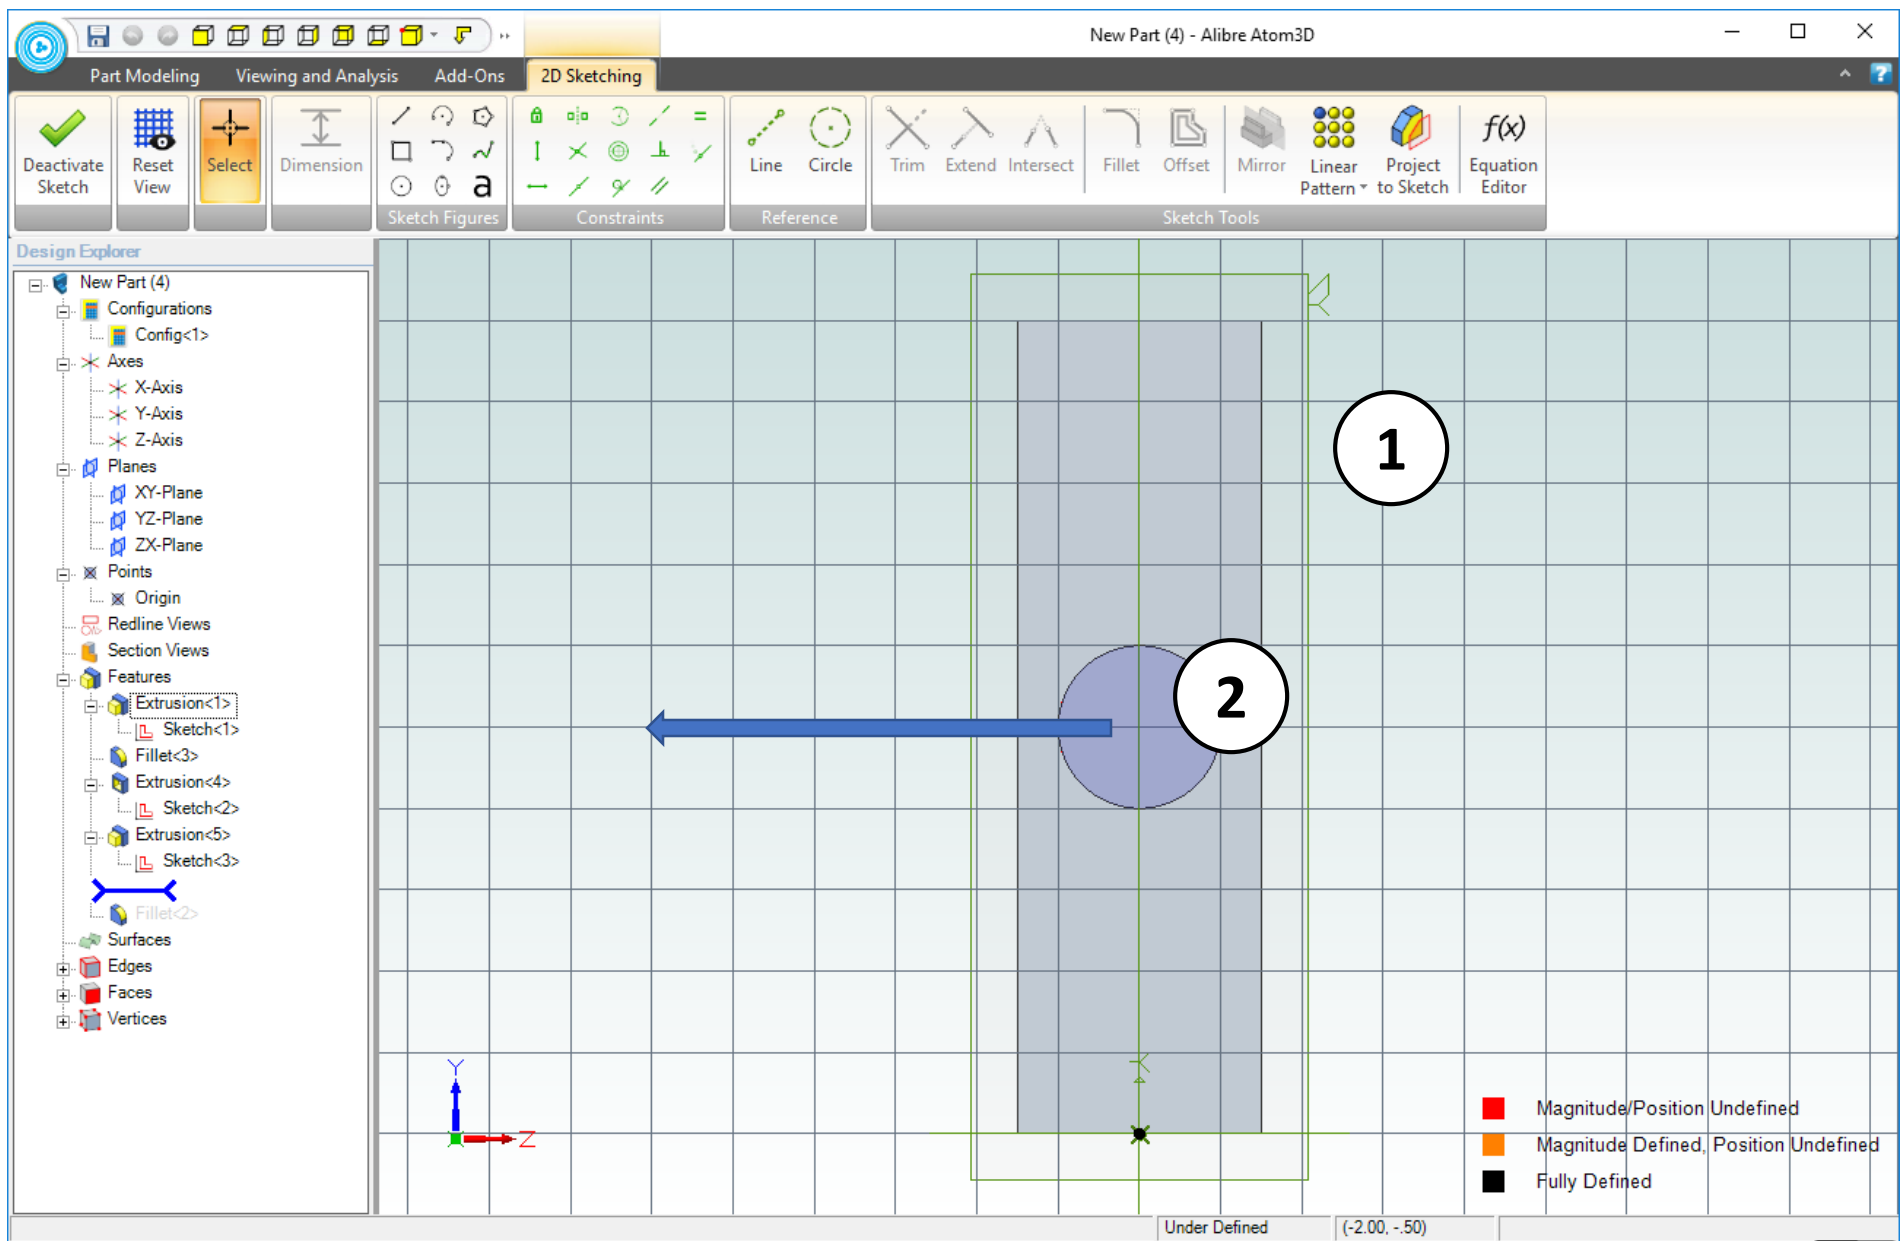 New Part (4) - Alibre Atom3D
Part Modeling Viewing and Analysis Add-Ons 2D Sketching
Deactivate Sketch
Reset View
Select
Dimension
a
Sketch Figures
Constraints
Line Circle
Reference
Trim Extend Intersect Fillet Offset Mirror
Linear Pattern
Project to Sketch
Sketch Tools
f(x)
Equation Editor
Design Explorer
New Part (4)
Configurations
Config<1>
Axes
X-Axis
Y-Axis
Z-Axis
Planes
XY-Plane
YZ-Plane
ZX-Plane
Points
Origin
Redline Views
Section Views
Features
Extrusion<1>
Sketch<1>
Fillet<3>
Extrusion<4>
Sketch<2>
Extrusion<5>
Sketch<3>
Fillet<2>
Surfaces
Edges
Faces
Vertices
1
2
Y
Z
Magnitude/Position Undefined
Magnitude Defined, Position Undefined
Fully Defined
Under Defined (-2.00, -.50)